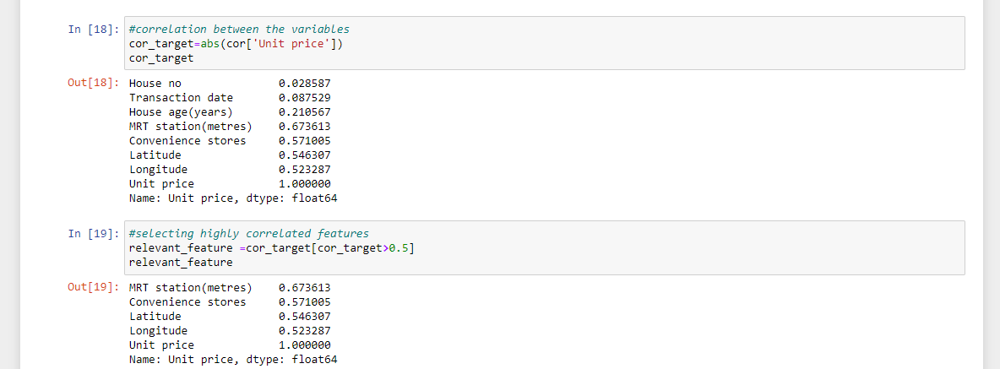 In [18]: #correlation between the variables
cor_target=abs(cor['Unit price'])
cor_target
Out[18]: House no 0.028587
Transaction date 0.087529
House age(years) 0.210567
MRT station(metres) 0.673613
Convenience stores 0.571005
Latitude 0.546307
Longitude 0.523287
Unit price 1.000000
Name: Unit price, dtype: float64
In [19]: #selecting highly correlated features
relevant_feature =cor_target[cor_target>0.5]
relevant_feature
Out[19]: MRT station(metres) 0.673613
Convenience stores 0.571005
Latitude 0.546307
Longitude 0.523287
Unit price 1.000000
Name: Unit price, dtype: float64